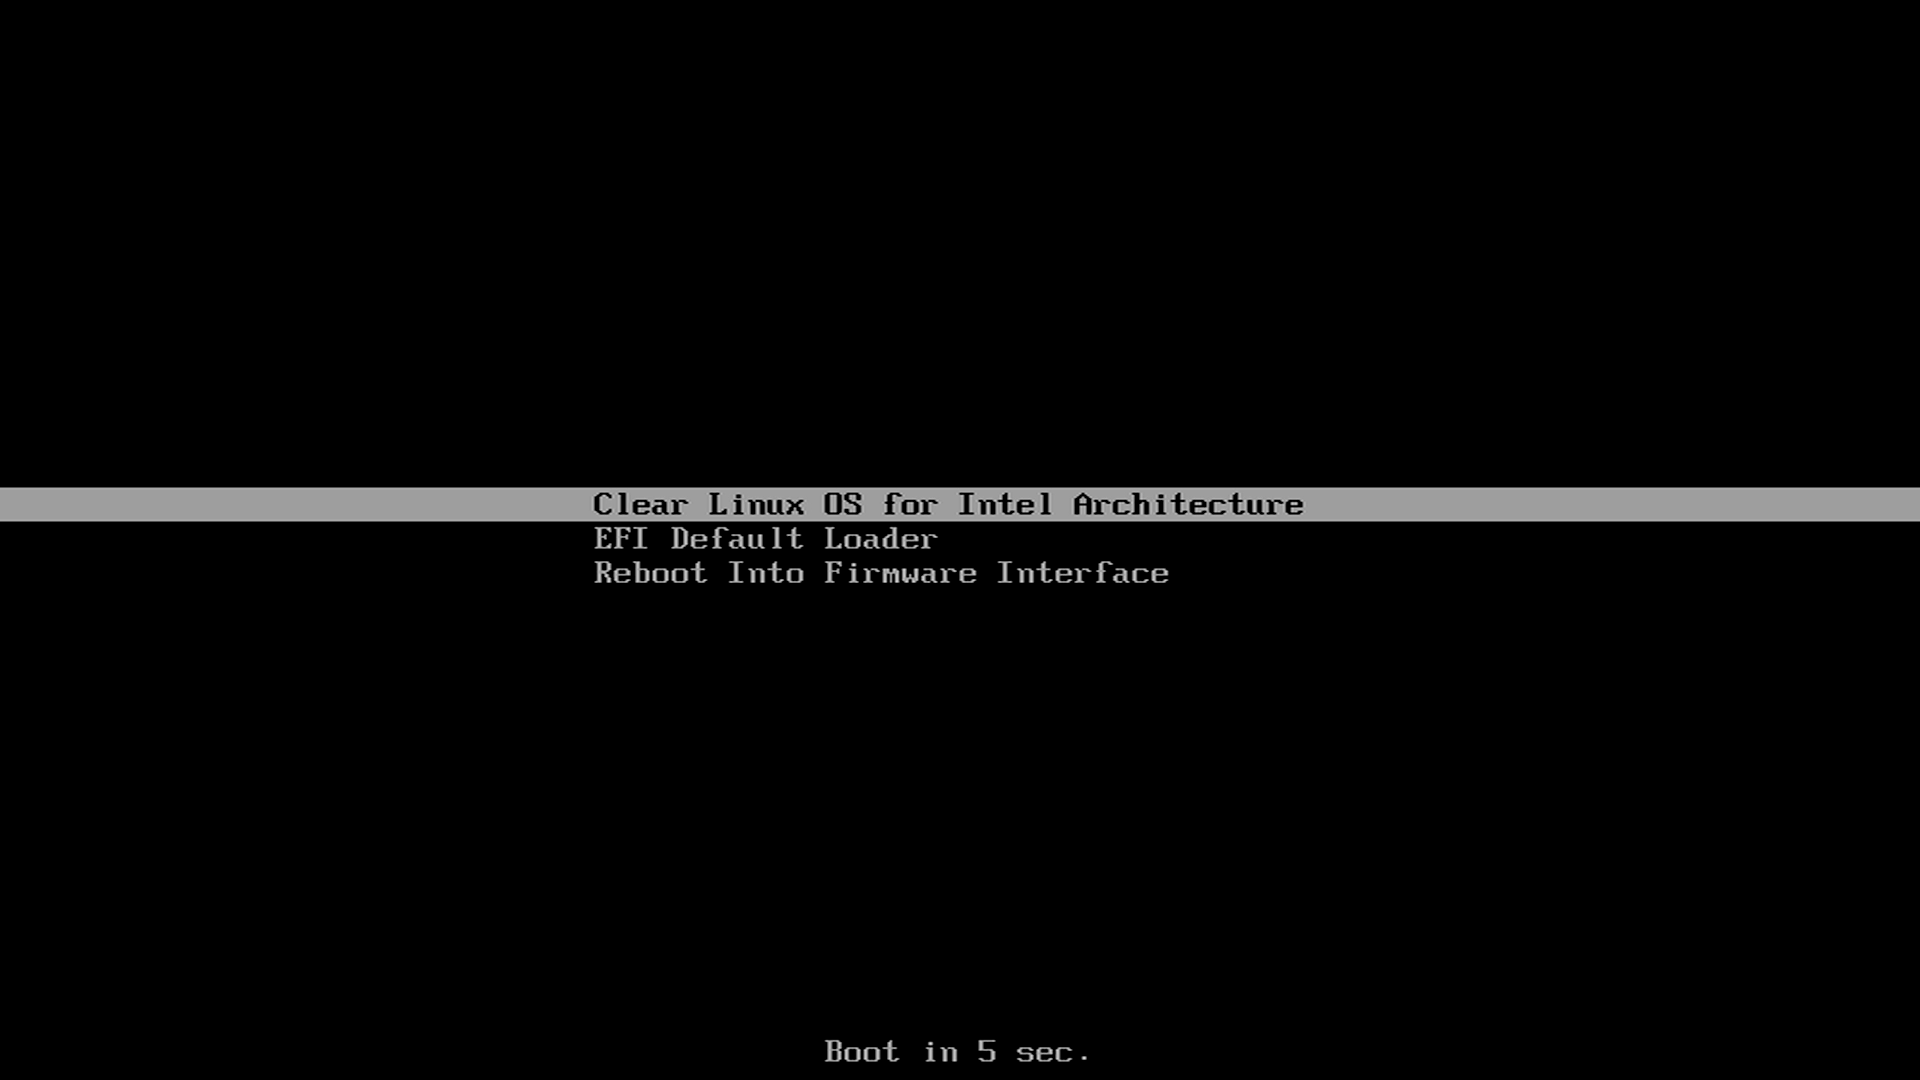 Clear Linux OS for Intel Architecture
EFI Default Loader
Reboot Into Firmware Interface
Boot in 5 sec.